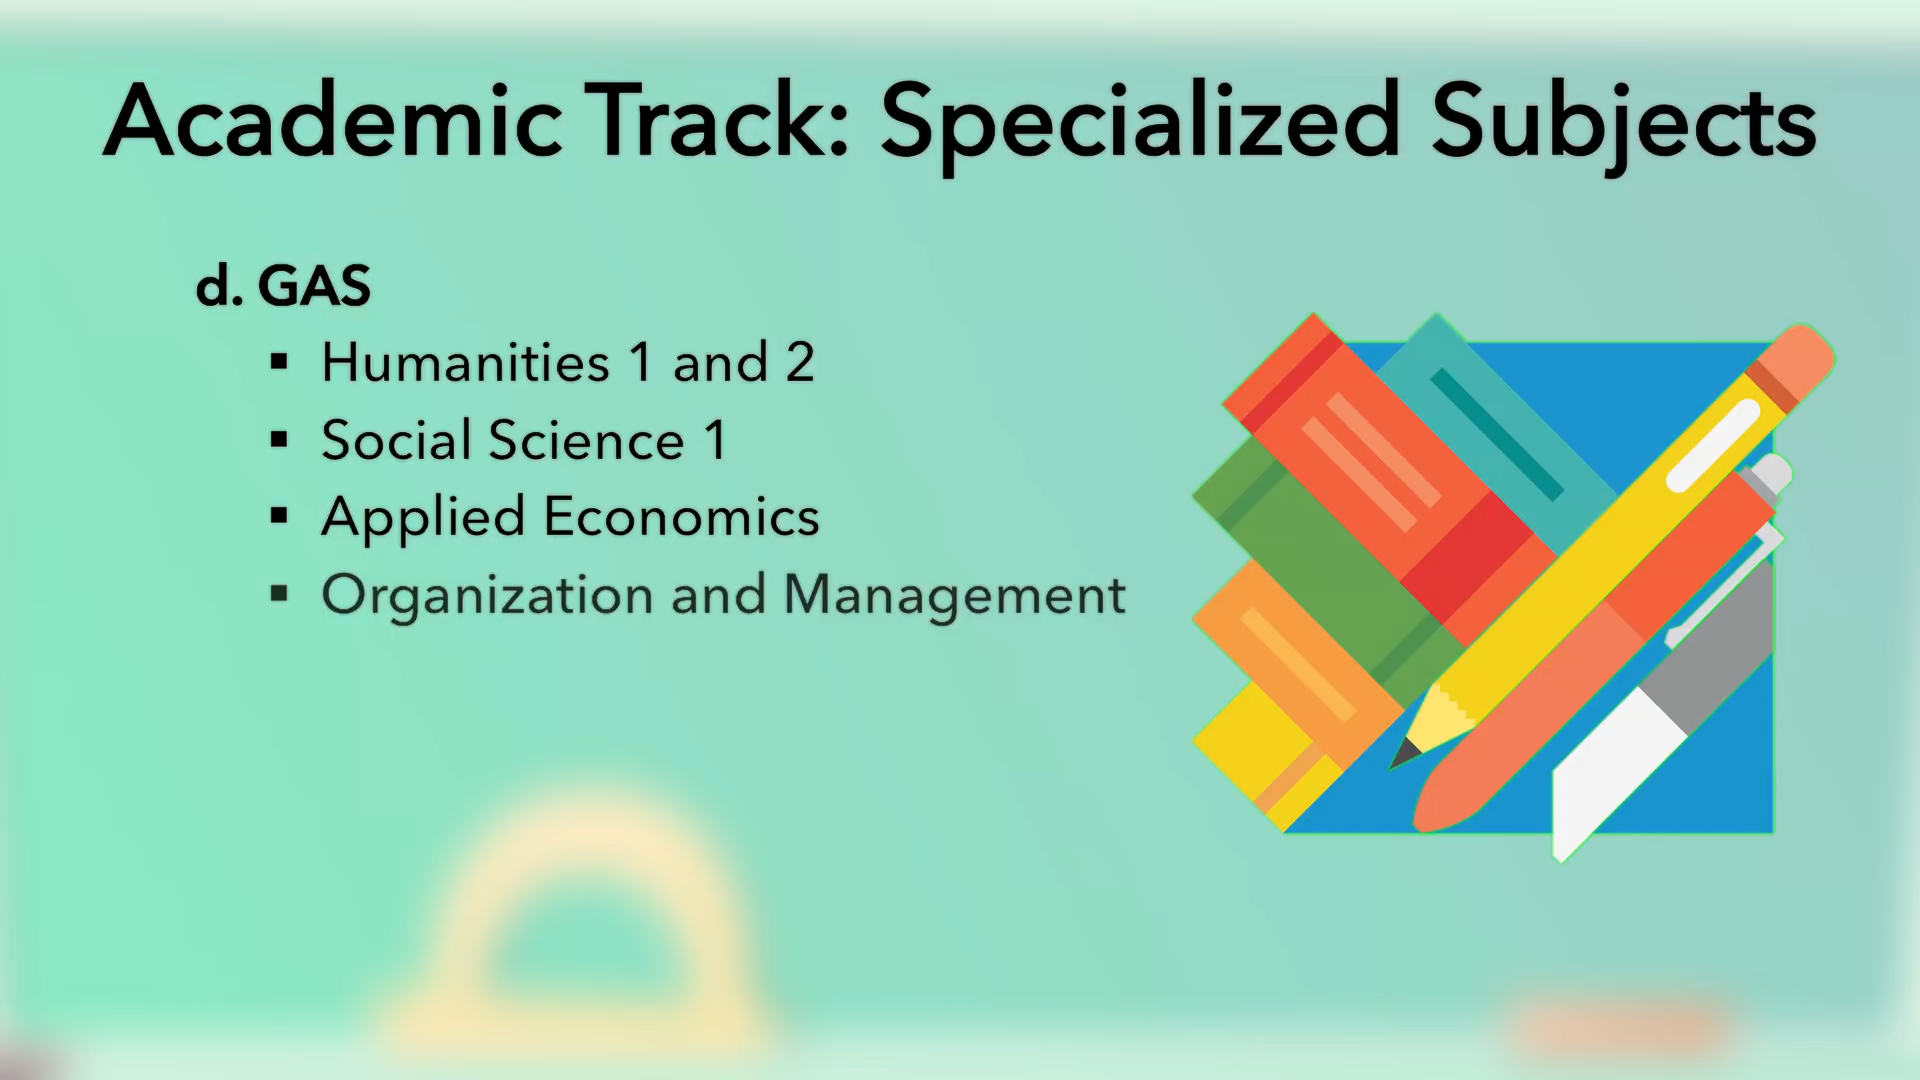 Academic Track: Specialized Subjects
d. GAS
▪ Humanities 1 and 2
▪ Social Science 1
▪ Applied Economics
▪ Organization and Management